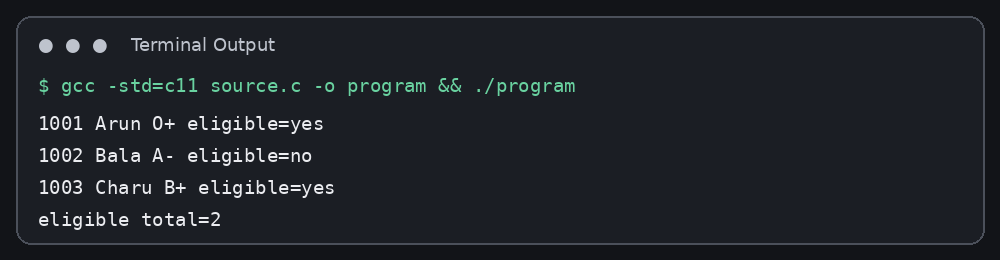 Terminal Output
$ gcc -std=c11 source.c -o program && ./program
1001 Arun O+ eligible=yes
1002 Bala A- eligible=no
1003 Charu B+ eligible=yes
eligible total=2